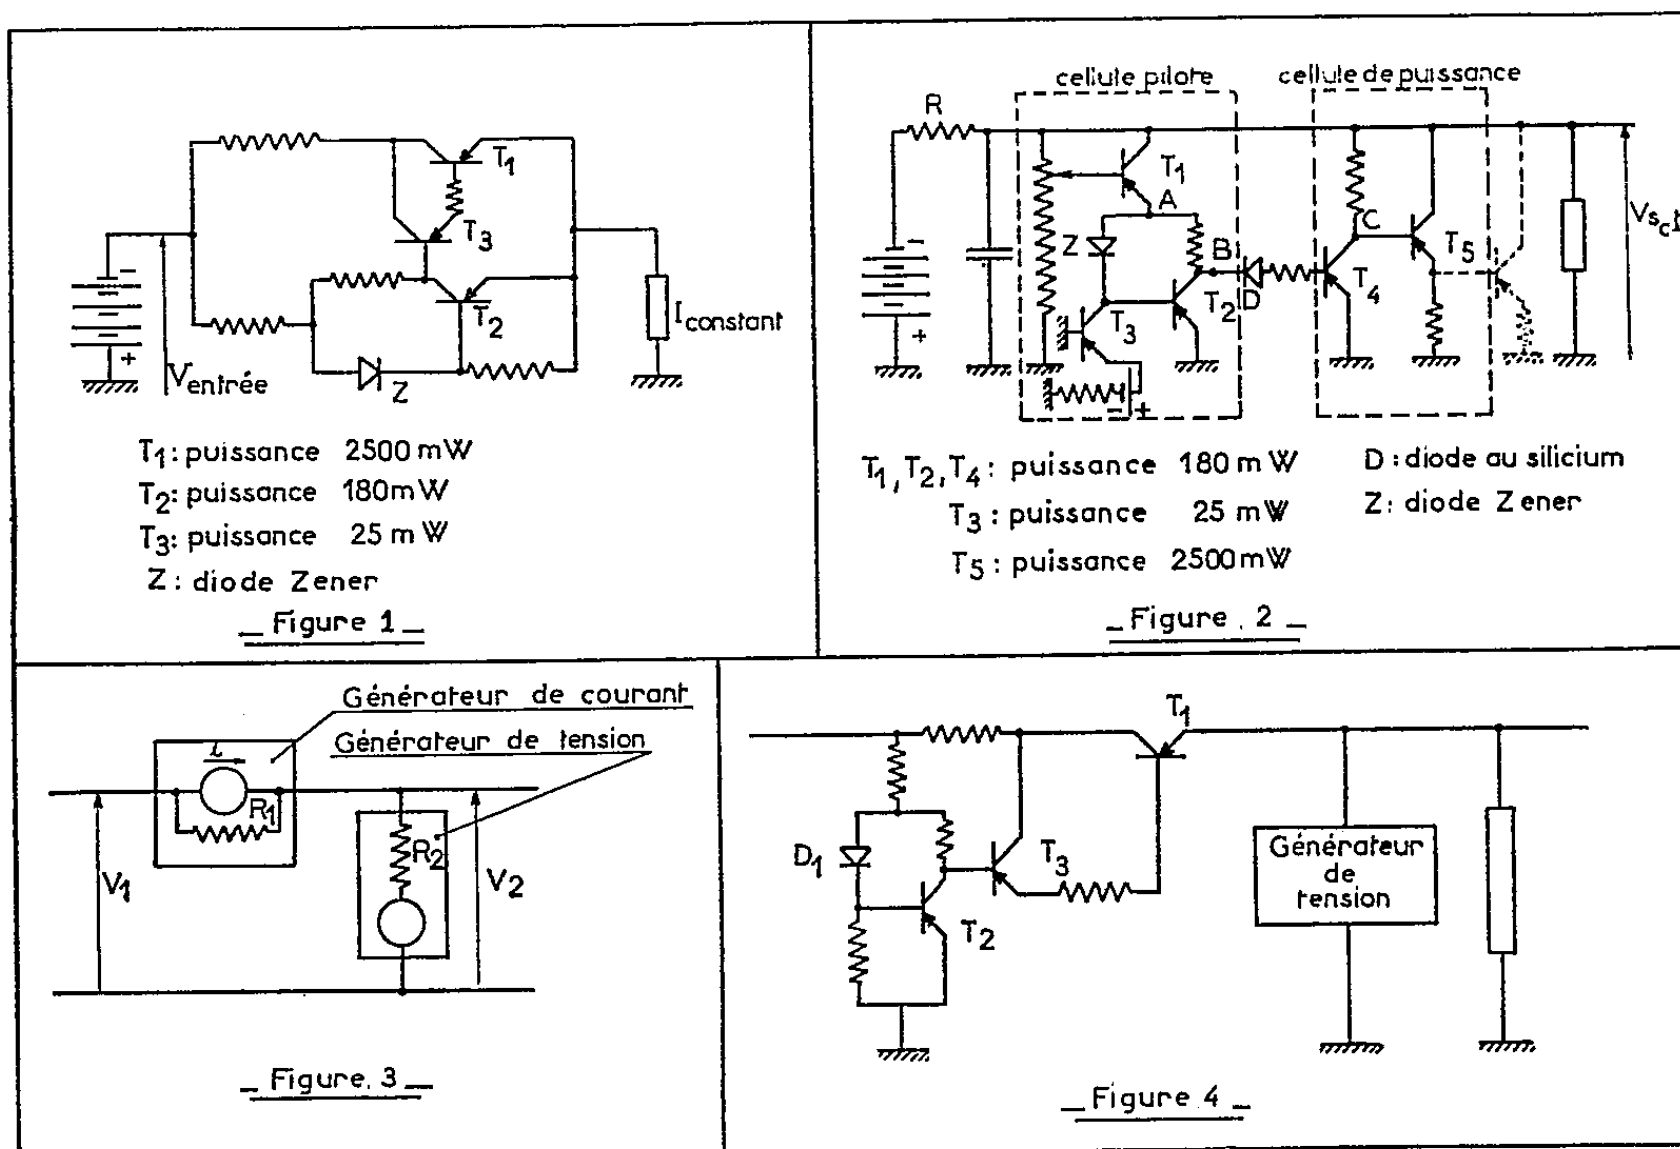 T1
T3
T2
Z
-
+
Ventrée
Iconstant
T1: puissance 2500 mW
T2: puissance 180 mW
T3: puissance 25 mW
Z: diode Zener
_ Figure 1 _
cellule pilote
cellule de puissance
R
T1
A
Z
B
C
T5
D
T4
T2
T3
-
+
- +
Vsct
T1, T2, T4: puissance 180 mW
T3: puissance 25 mW
T5: puissance 2500 mW
D: diode au silicium
Z: diode Zener
_ Figure. 2 _
Générateur de courant
Générateur de tension
i
R1
R2
V1
V2
_ Figure. 3 _
T1
D1
T3
T2
Générateur
de
tension
_ Figure 4 _